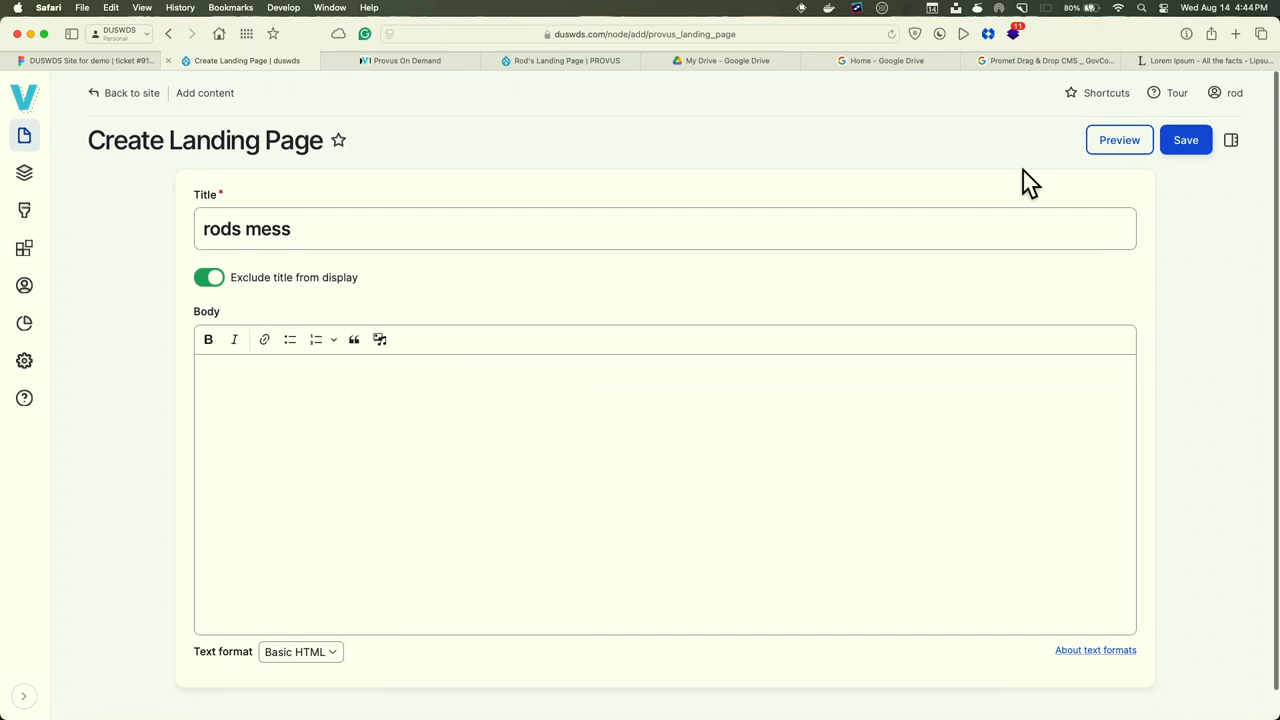 Safari File Edit View History Bookmarks Develop Window Help 80% Wed Aug 14 4:44 PM
DUSWDS
Personal
duswds.com/node/add/provus_landing_page
11
DUSWDS Site for demo | ticket #91...
Create Landing Page | duswds
Provus On Demand
Rod's Landing Page | PROVUS
My Drive - Google Drive
Home - Google Drive
Promet Drag & Drop CMS _ GovCo...
Lorem Ipsum - All the facts - Lipsu...
Back to site Add content
Shortcuts Tour rod
Create Landing Page
Preview Save
Title*
rods mess
Exclude title from display
Body
B I
Text format Basic HTML
About text formats